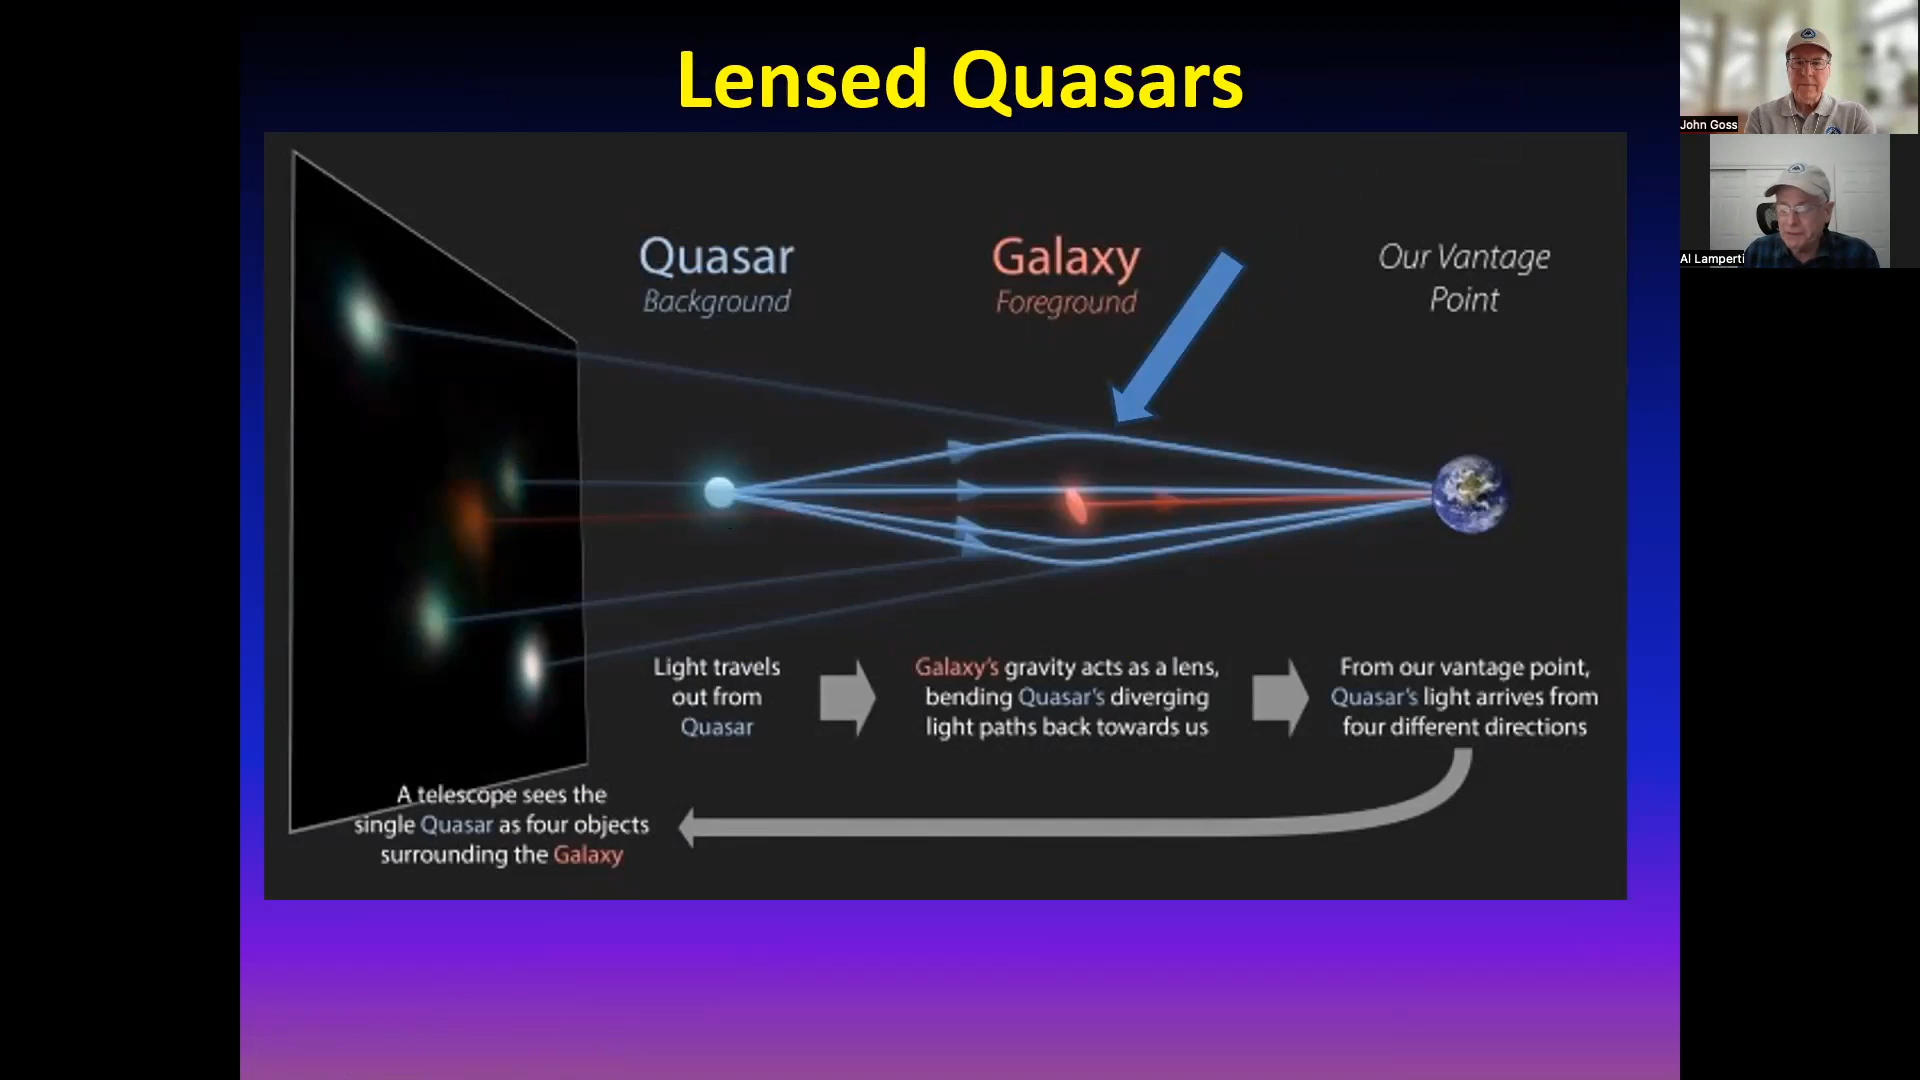 Lensed Quasars
Quasar
Background
Galaxy
Foreground
Our Vantage
Point
Light travels
out from
Quasar
Galaxy's gravity acts as a lens,
bending Quasar's diverging
light paths back towards us
From our vantage point,
Quasar's light arrives from
four different directions
A telescope sees the
single Quasar as four objects
surrounding the Galaxy
John Goss
Al Lamperti